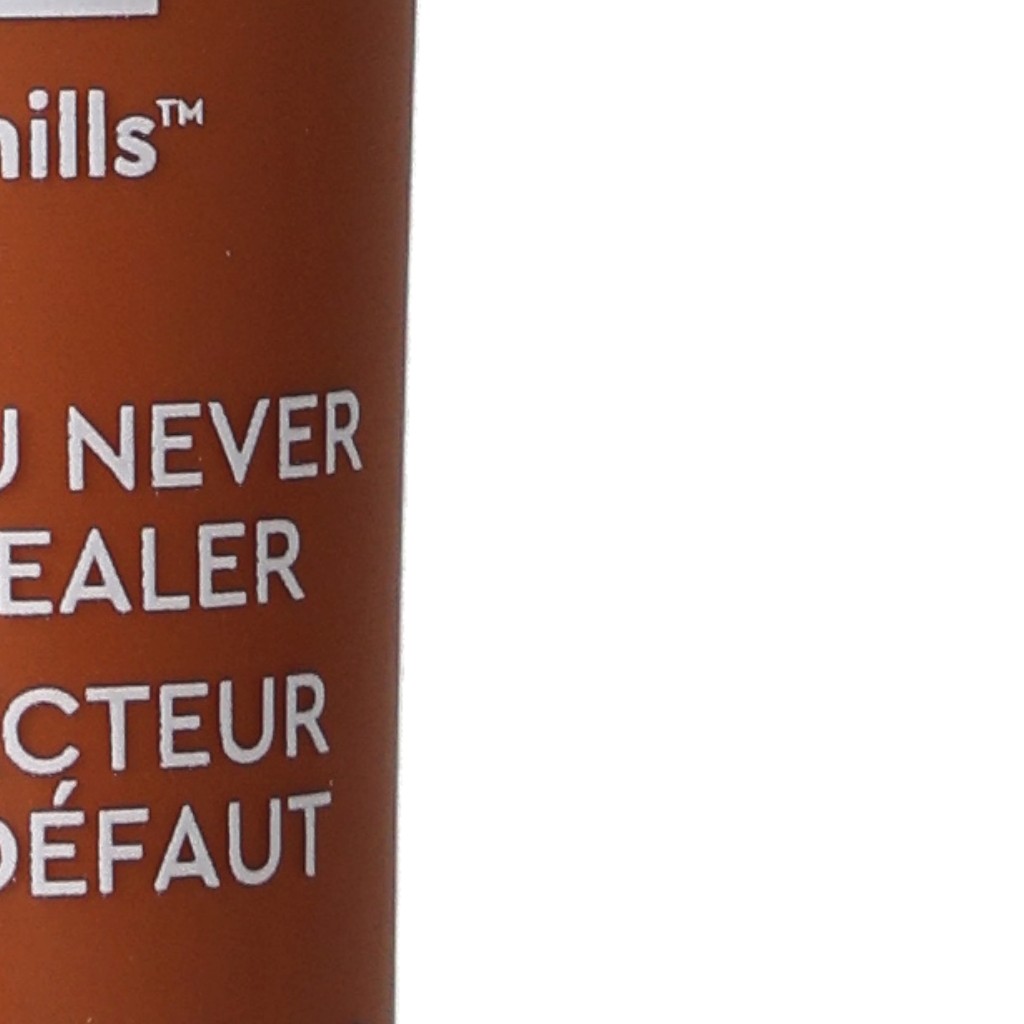 hills™
U NEVER
EALER
CTEUR
DÉFAUT